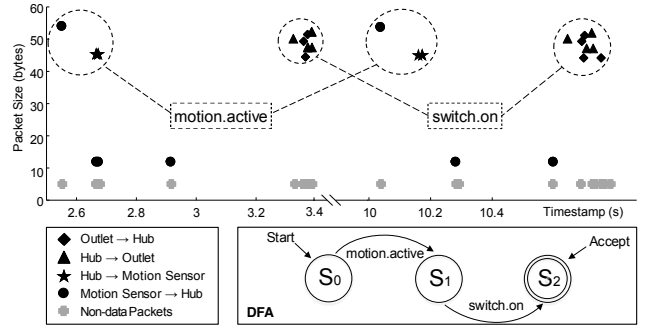 Packet Size (bytes)
60
50
40
30
20
10
0
motion.active
switch.on
2.6
2.8
3
3.2
3.4
10
10.2
10.4
Timestamp (s)
Outlet → Hub
Hub → Outlet
Hub → Motion Sensor
Motion Sensor → Hub
Non-data Packets
Start
motion.active
Accept
S0
S1
S2
switch.on
DFA